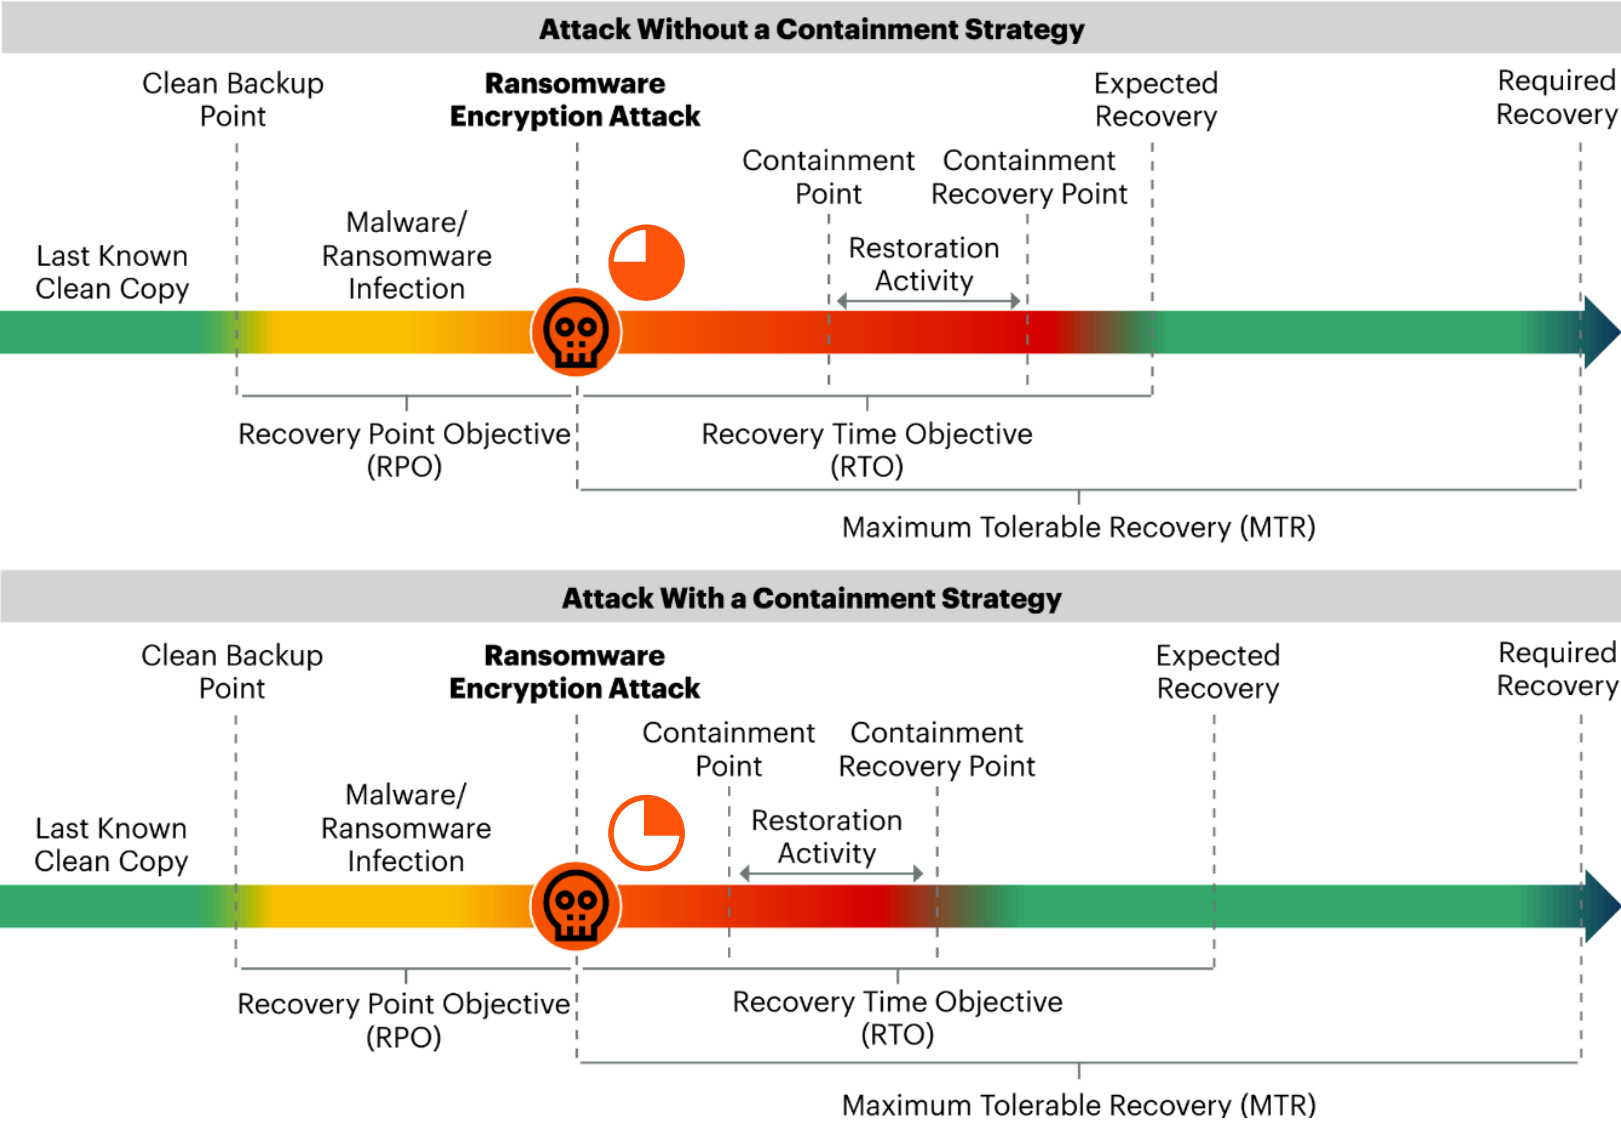 Attack Without a Containment Strategy
Clean Backup
Point
Ransomware
Encryption Attack
Expected
Recovery
Required
Recovery
Containment
Point
Containment
Recovery Point
Last Known
Clean Copy
Malware/
Ransomware
Infection
Restoration
Activity
Recovery Point Objective
(RPO)
Recovery Time Objective
(RTO)
Maximum Tolerable Recovery (MTR)
Attack With a Containment Strategy
Clean Backup
Point
Ransomware
Encryption Attack
Expected
Recovery
Required
Recovery
Containment
Point
Containment
Recovery Point
Last Known
Clean Copy
Malware/
Ransomware
Infection
Restoration
Activity
Recovery Point Objective
(RPO)
Recovery Time Objective
(RTO)
Maximum Tolerable Recovery (MTR)